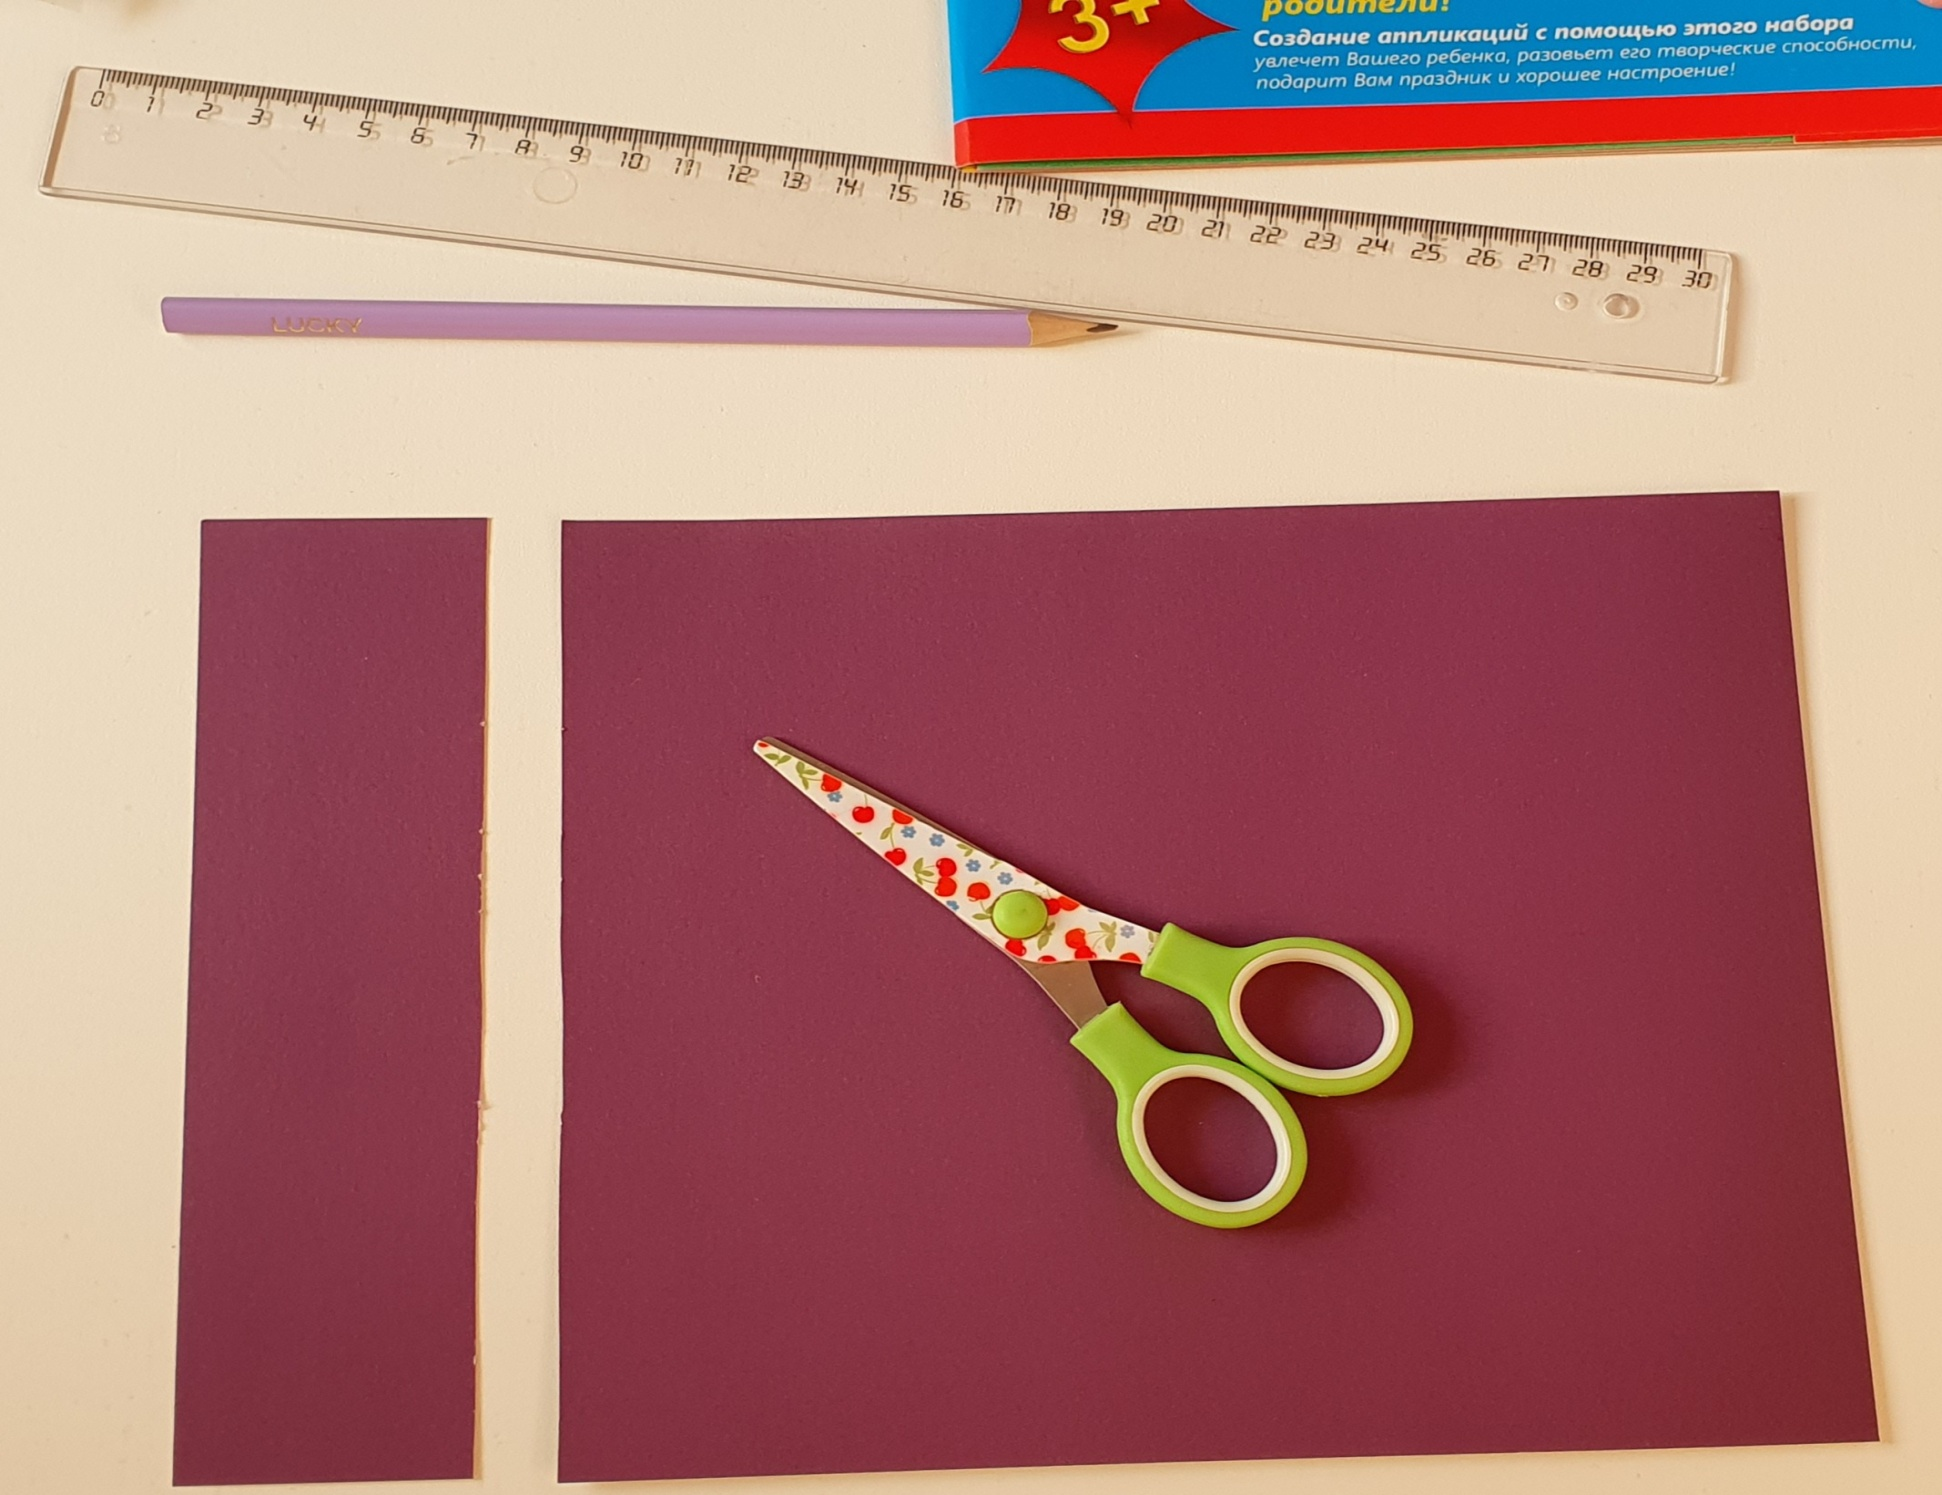 3+
родители!
Создание аппликаций с помощью этого набора
увлечет Вашего ребенка, разовьет его творческие способности,
подарит Вам праздник и хорошее настроение!
0 1 2 3 4 5 6 7 8 9 10 11 12 13 14 15 16 17 18 19 20 21 22 23 24 25 26 27 28 29 30
LUCKY